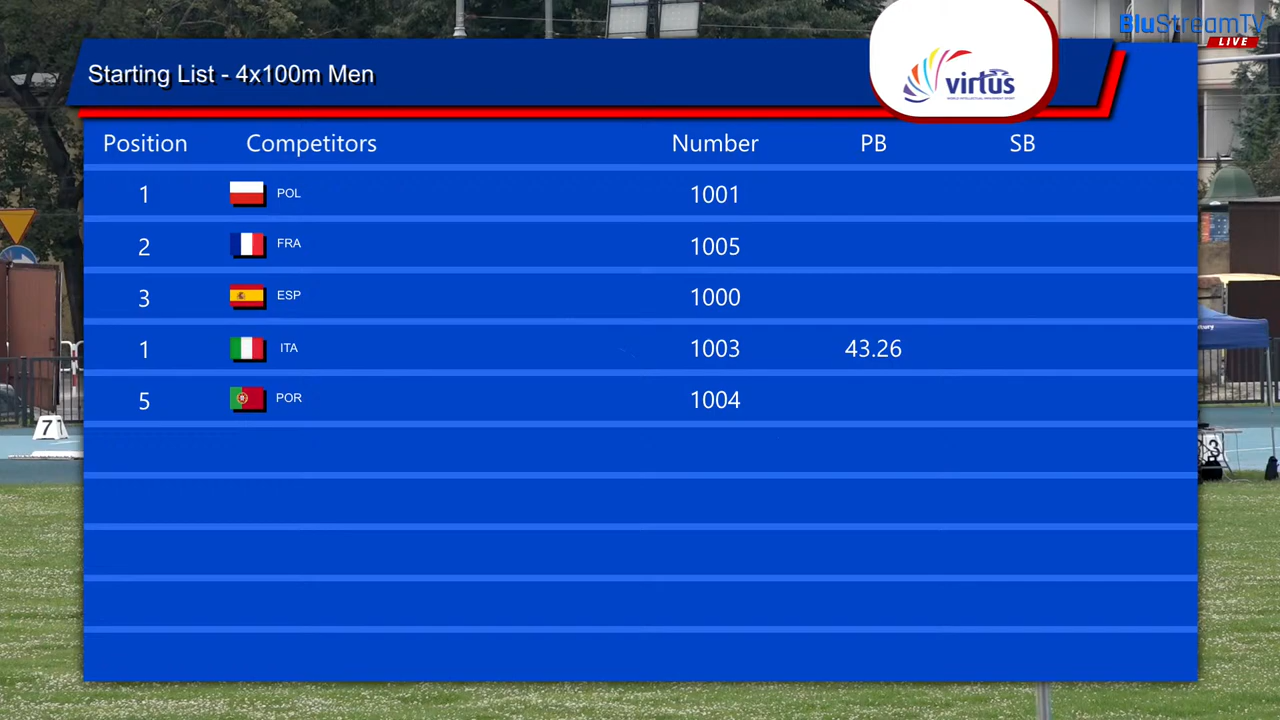 BluStreamTV
LIVE
Starting List - 4x100m Men
virtus
Position Competitors Number PB SB
1 POL 1001
2 FRA 1005
3 ESP 1000
1 ITA 1003 43.26
5 POR 1004
7
3